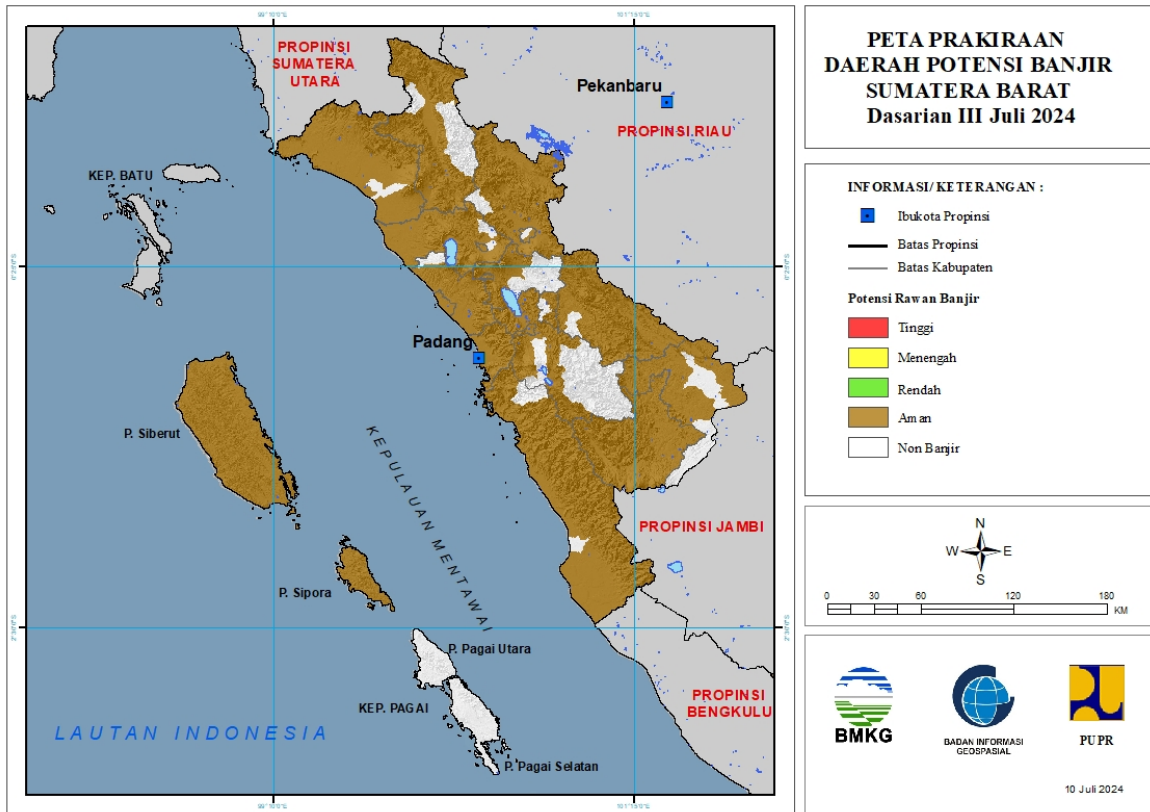 PROPINSI
SUMATERA
UTARA
Pekanbaru
PROPINSI RIAU
KEP. BATU
Padang
P. Siberut
KEPULAUAN MENTAWAI
PROPINSI JAMBI
P. Sipora
P. Pagai Utara
KEP. PAGAI
PROPINSI
BENGKULU
LAUTAN INDONESIA
P. Pagai Selatan
PETA PRAKIRAAN
DAERAH POTENSI BANJIR
SUMATERA BARAT
Dasarian III Juli 2024
INFORMASI/ KETERANGAN :
Ibukota Propinsi
Batas Propinsi
Batas Kabupaten
Potensi Rawan Banjir
Tinggi
Menengah
Rendah
Aman
Non Banjir
N
W E
S
0 30 60 120 180
KM
BMKG
BADAN INFORMASI
GEOSPASIAL
PUPR
10 Juli 2024